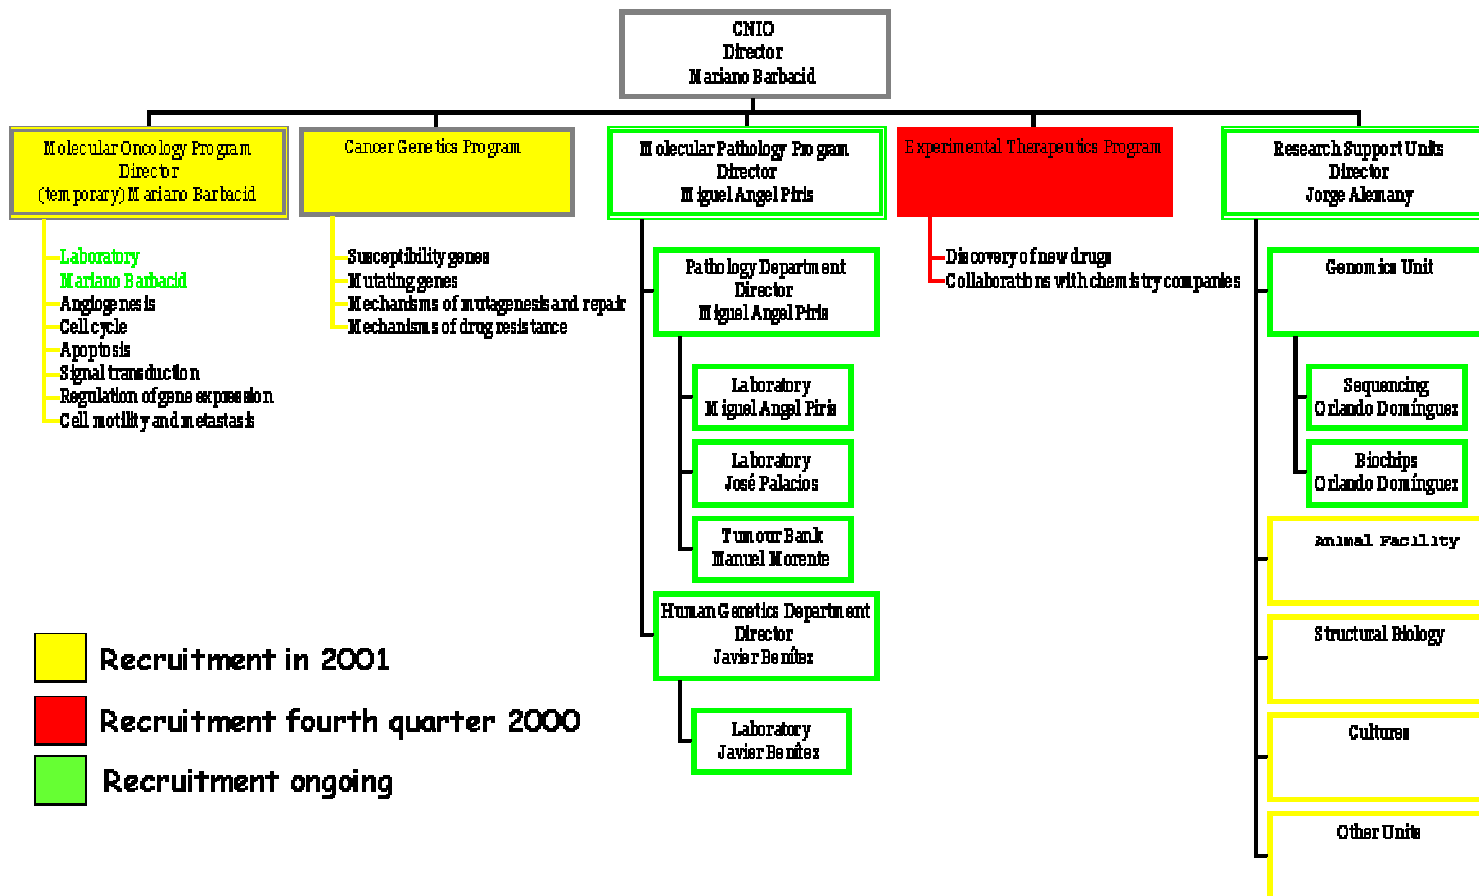 CNIO
Director
Mariano Barbacid
Molecular Oncology Program
Director
(temporary) Mariano Barbacid
Laboratory
Mariano Barbacid
Angiogenesis
Cell cycle
Apoptosis
Signal transduction
Regulation of gene expression
Cell motility and metastasis
Cancer Genetics Program
Susceptibility genes
Mutating genes
Mechanisms of mutagenesis and repair
Mechanisms of drug resistance
Molecular Pathology Program
Director
Miguel Angel Piris
Pathology Department
Director
Miguel Angel Piris
Laboratory
Miguel Angel Piris
Laboratory
José Palacios
Tumour Bank
Manuel Morente
Human Genetics Department
Director
Javier Benítez
Laboratory
Javier Benítez
Experimental Therapeutics Program
Discovery of new drugs
Collaborations with chemistry companies
Research Support Units
Director
Jorge Alemany
Genomics Unit
Sequencing
Orlando Domínguez
Biochips
Orlando Domínguez
Animal Facility
Structural Biology
Cultures
Other Units
Recruitment in 2001
Recruitment fourth quarter 2000
Recruitment ongoing